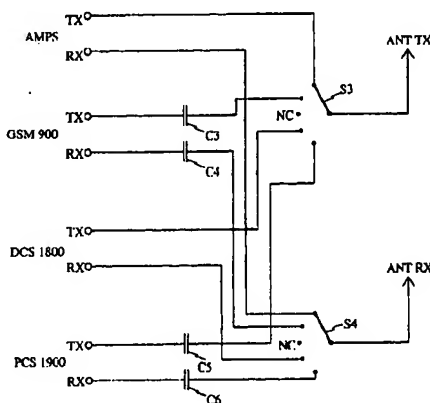 TX
AMPS
RX
ANT TX
S3
TX
C3
NC
GSM 900
RX
C4
TX
DCS 1800
RX
ANT RX
S4
NC
TX
C5
PCS 1900
RX
C6